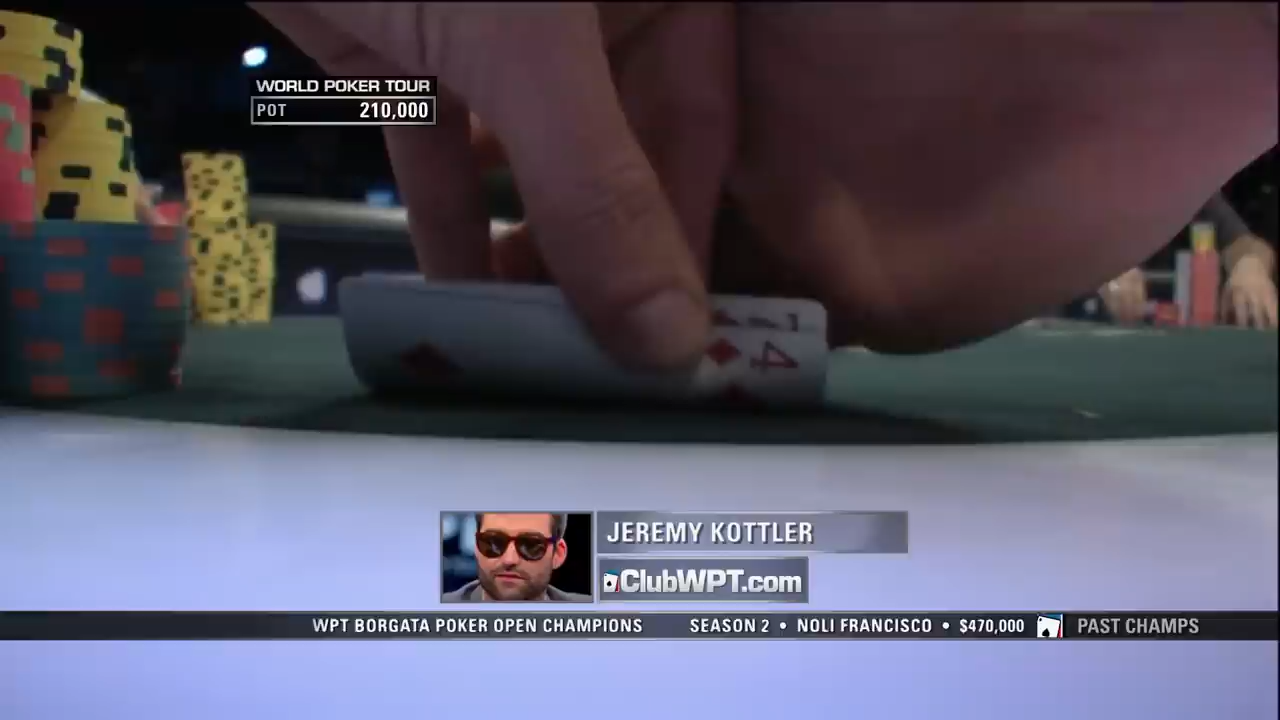 WORLD POKER TOUR
POT 210,000
4
JEREMY KOTTLER
ClubWPT.com
WPT BORGATA POKER OPEN CHAMPIONS SEASON 2 • NOLI FRANCISCO • $470,000 PAST CHAMPS